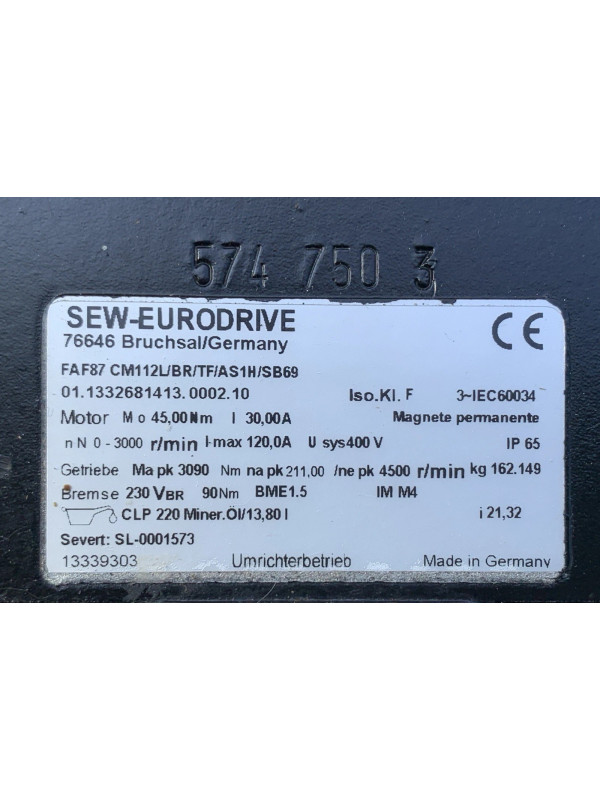 574 750 3
SEW-EURODRIVE
CE
76646 Bruchsal/Germany
FAF87 CM112L/BR/TF/AS1H/SB69
01.1332681413.0002.10 Iso.Kl. F 3~IEC60034
Motor Mo 45,00Nm I 30,00A Magnete permanente
n N 0 - 3000 r/min I-max 120,0A U sys400 V IP 65
Getriebe Ma pk 3090 Nm na pk 211,00 /ne pk 4500 r/min kg 162.149
Bremse 230 VBR 90Nm BME1.5 IM M4
CLP 220 Miner.Öl/13,80 l i 21,32
Severt: SL-0001573
13339303 Umrichterbetrieb Made in Germany